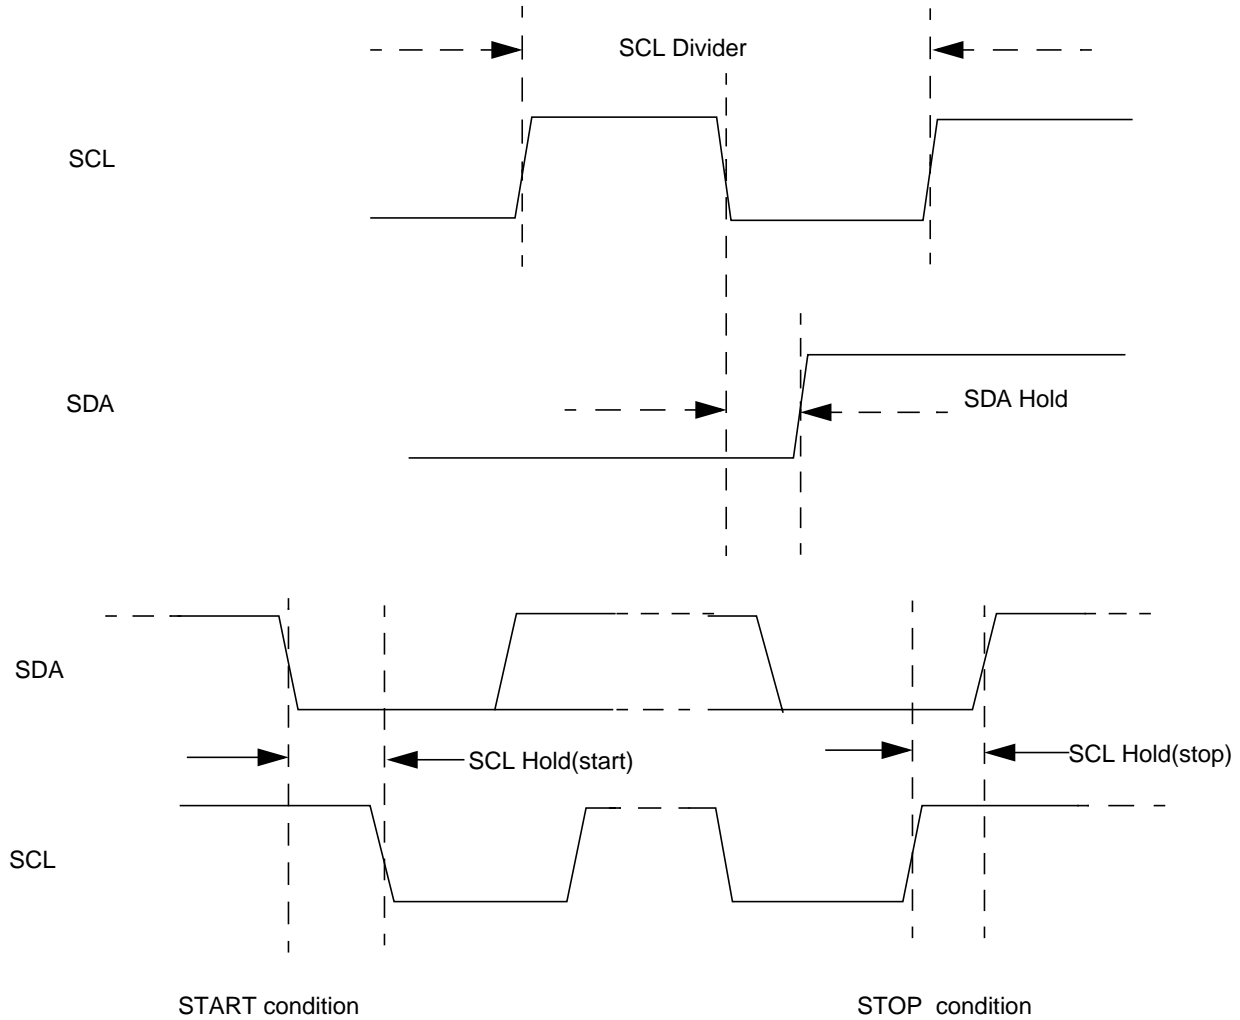 SCL Divider
SCL
SDA
SDA Hold
SDA
SCL Hold(start)
SCL Hold(stop)
SCL
START condition
STOP condition